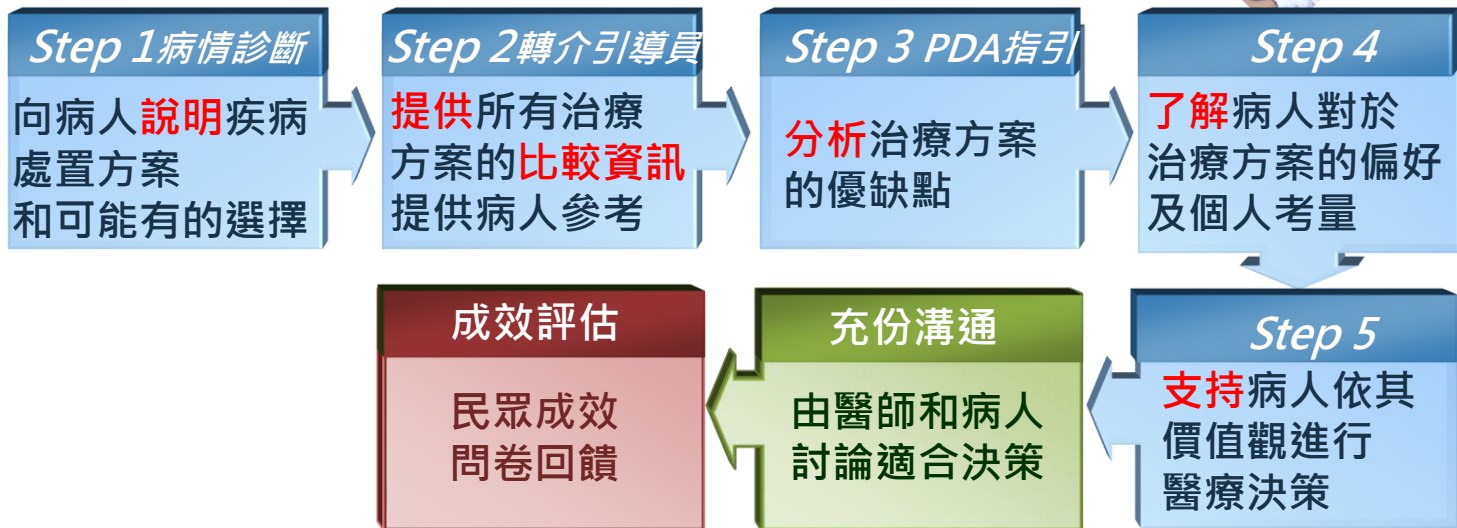 Step 1病情診斷
向病人說明疾病
處置方案
和可能有的選擇
Step 2轉介引導員
提供所有治療
方案的比較資訊
提供病人參考
Step 3 PDA指引
分析治療方案
的優缺點
Step 4
了解病人對於
治療方案的偏好
及個人考量
Step 5
支持病人依其
價值觀進行
醫療決策
充份溝通
由醫師和病人
討論適合決策
成效評估
民眾成效
問卷回饋